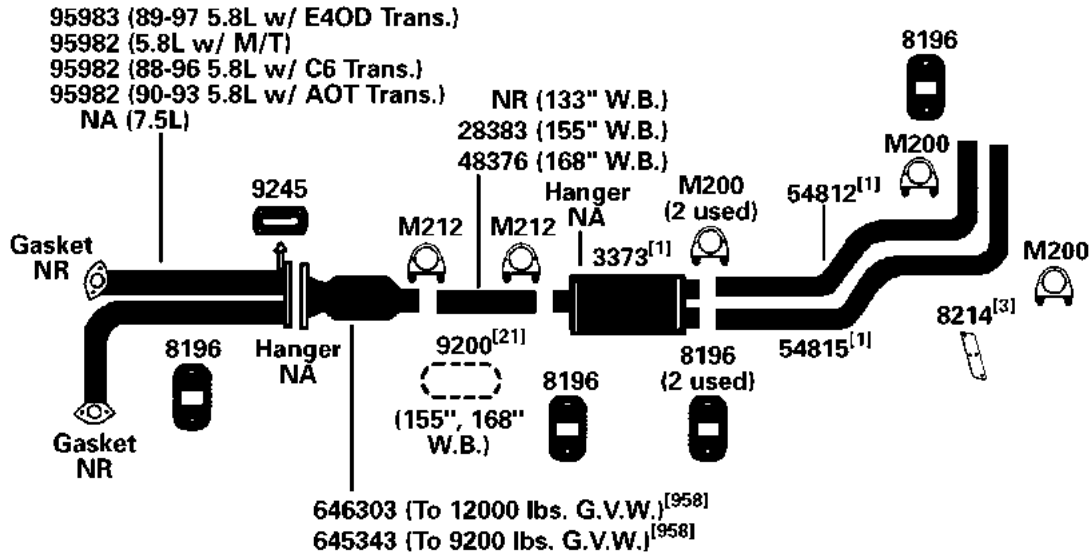 95983 (89-97 5.8L w/ E4OD Trans.)
95982 (5.8L w/ M/T)
95982 (88-96 5.8L w/ C6 Trans.)
95982 (90-93 5.8L w/ AOT Trans.)
NA (7.5L)
8196
NR (133" W.B.)
28383 (155" W.B.)
48376 (168" W.B.)
M200
9245
Hanger
NA
M200
(2 used)
54812[1]
Gasket
NR
M212
M212
3373[1]
M200
8214[3]
8196
Hanger
NA
9200[21]
(155", 168"
W.B.)
8196
8196
(2 used)
54815[1]
Gasket
NR
646303 (To 12000 lbs. G.V.W.)[958]
645343 (To 9200 lbs. G.V.W.)[958]